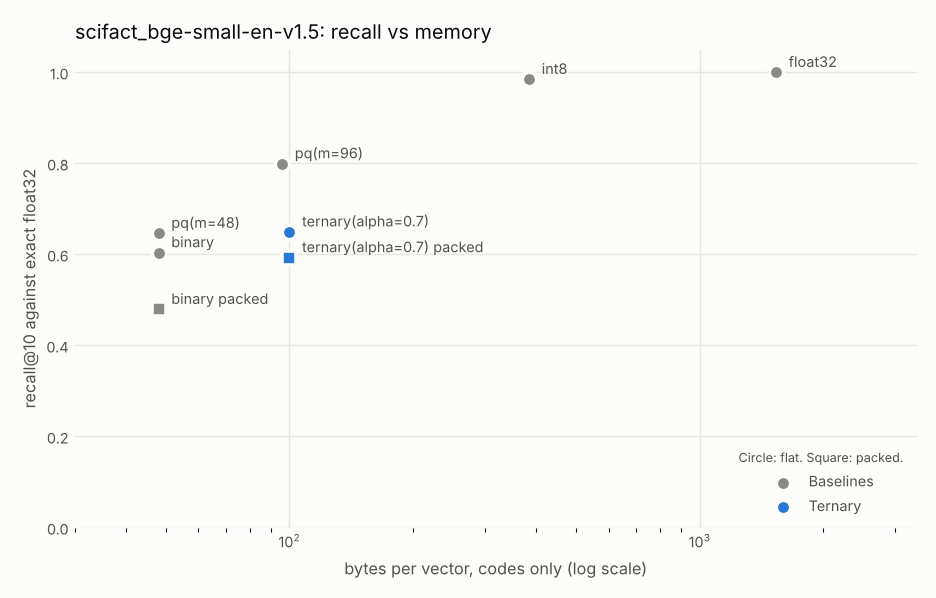 scifact_bge-small-en-v1.5: recall vs memory
float32
int8
1.0
pq(m=96)
0.8
pq(m=48)
ternary(alpha=0.7)
binary
ternary(alpha=0.7) packed
0.6
binary packed
0.4
0.2
0.0
recall@10 against exact float32
Circle: flat. Square: packed.
Baselines
Ternary
10²
10³
bytes per vector, codes only (log scale)